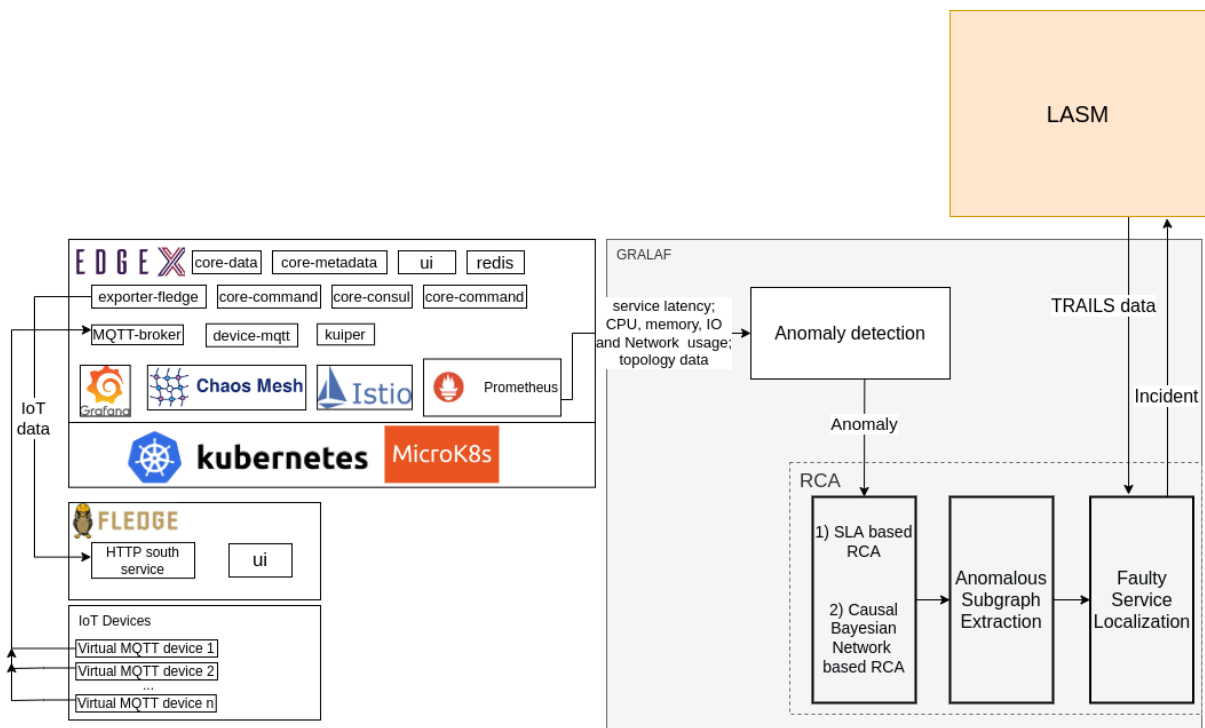 LASM
EDGE X
core-data
core-metadata
ui
redis
exporter-fledge
core-command
core-consul
core-command
MQTT-broker
device-mqtt
kuiper
Grafana
Chaos Mesh
Istio
Prometheus
kubernetes
MicroK8s
IoT
data
FLEDGE
HTTP south
service
ui
IoT Devices
Virtual MQTT device 1
Virtual MQTT device 2
...
Virtual MQTT device n
GRALAF
service latency;
CPU, memory, IO
and Network usage;
topology data
Anomaly detection
Anomaly
TRAILS data
Incident
RCA
1) SLA based
RCA
2) Causal
Bayesian
Network
based RCA
Anomalous
Subgraph
Extraction
Faulty
Service
Localization